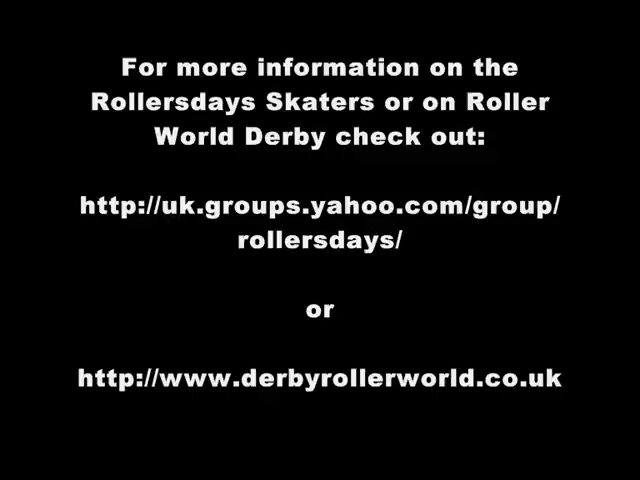 For more information on the
Rollersdays Skaters or on Roller
World Derby check out:
http://uk.groups.yahoo.com/group/
rollersdays/
or
http://www.derbyrollerworld.co.uk